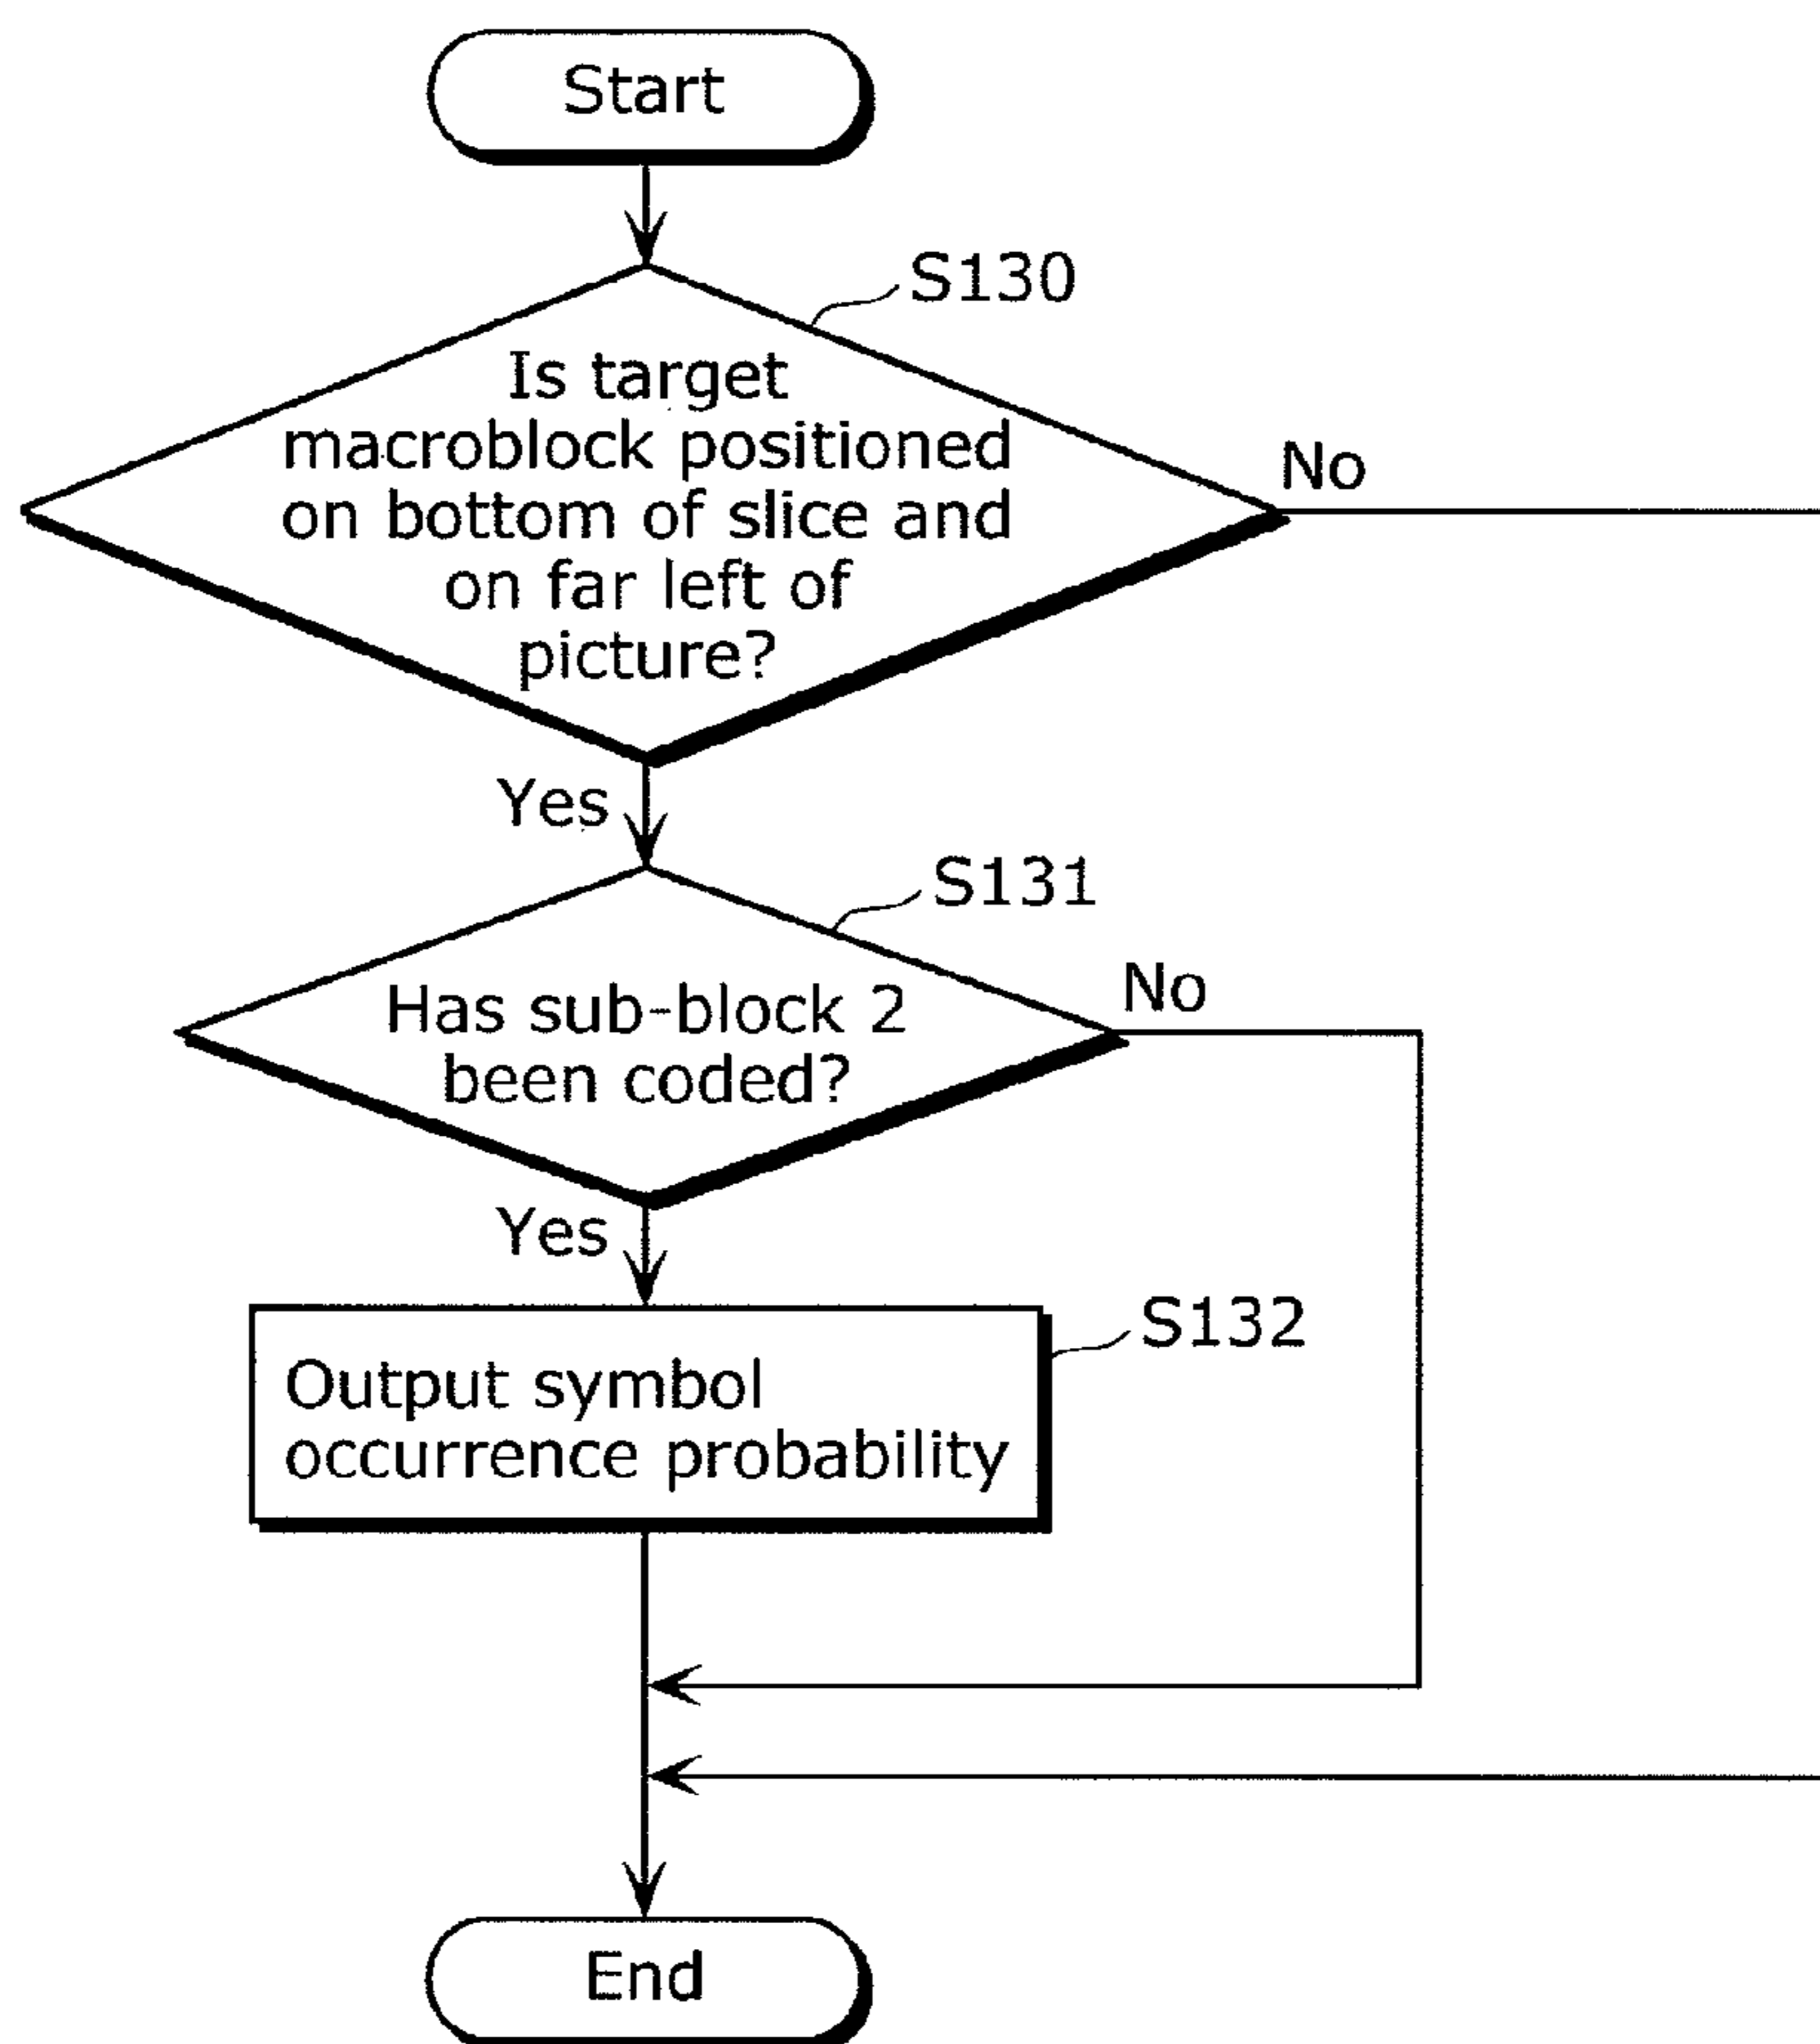 Start
S130
Is target
macroblock positioned
on bottom of slice and
on far left of
picture?
No
Yes
S131
Has sub-block 2
been coded?
No
Yes
S132
Output symbol
occurrence probability
End